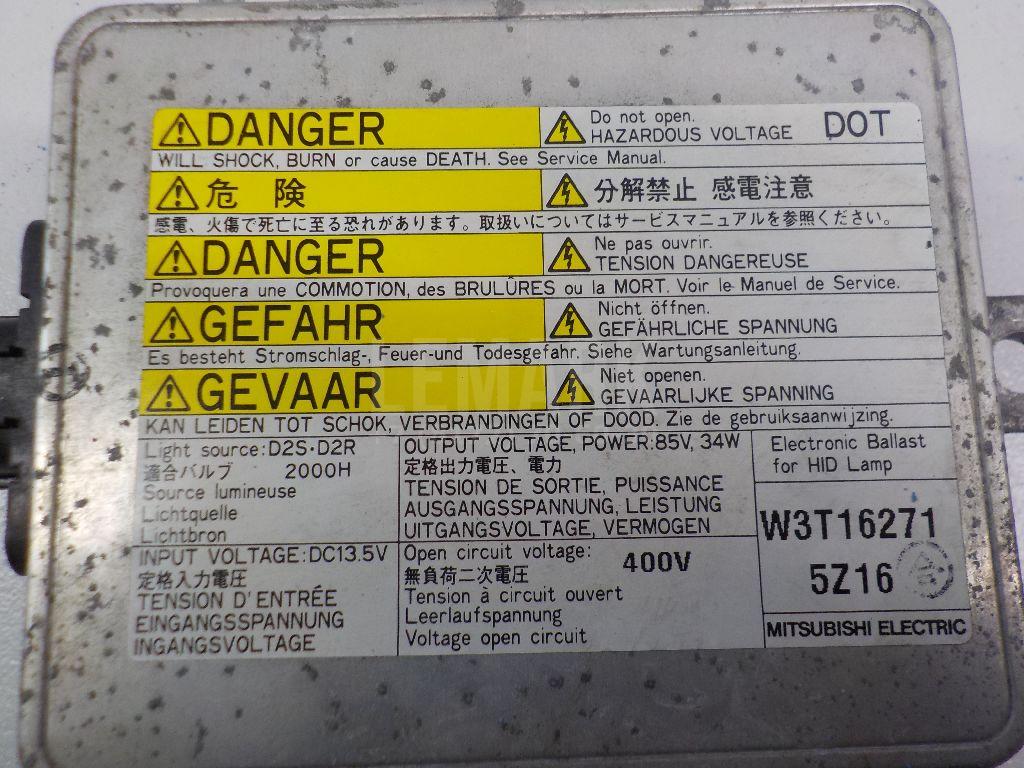 DANGER
Do not open.
HAZARDOUS VOLTAGE
DOT
WILL SHOCK, BURN or cause DEATH. See Service Manual.
危 険
分解禁止 感電注意
感電、火傷で死亡に至る恐れがあります。取扱いについてはサービスマニュアルを参照ください。
DANGER
Ne pas ouvrir.
TENSION DANGEREUSE
Provoquera une COMMOTION, des BRULÛRES ou la MORT. Voir le Manuel de Service.
GEFAHR
Nicht öffnen.
GEFÄHRLICHE SPANNUNG
Es besteht Stromschlag-, Feuer-und Todesgefahr. Siehe Wartungsanleitung.
GEVAAR
Niet openen.
GEVAARLIJKE SPANNING
KAN LEIDEN TOT SCHOK, VERBRANDINGEN OF DOOD. Zie de gebruiksaanwijzing.
Light source:D2S·D2R
適合バルブ 2000H
Source lumineuse
Lichtquelle
Lichtbron
OUTPUT VOLTAGE, POWER:85V, 34W
定格出力電圧、電力
TENSION DE SORTIE, PUISSANCE
AUSGANGSSPANNUNG, LEISTUNG
UITGANGSVOLTAGE, VERMOGEN
Electronic Ballast
for HID Lamp
INPUT VOLTAGE:DC13.5V
定格入力電圧
TENSION D'ENTRÉE
EINGANGSSPANNUNG
INGANGSVOLTAGE
Open circuit voltage:
400V
無負荷二次電圧
Tension à circuit ouvert
Leerlaufspannung
Voltage open circuit
W3T16271
5Z16
MITSUBISHI ELECTRIC